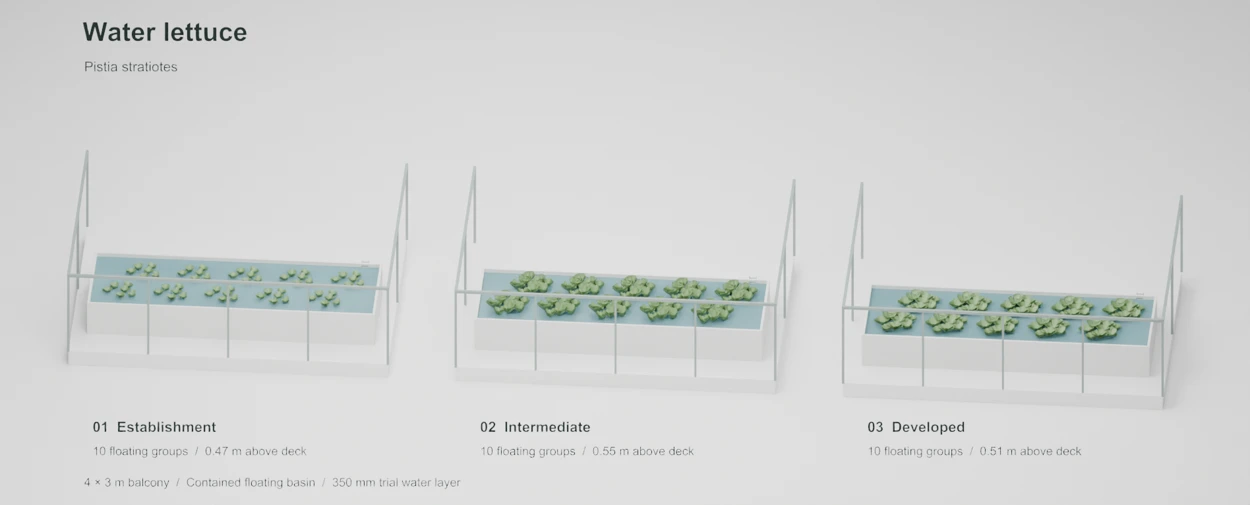 Water lettuce
Pistia stratiotes
01 Establishment
10 floating groups / 0.47 m above deck
02 Intermediate
10 floating groups / 0.55 m above deck
03 Developed
10 floating groups / 0.51 m above deck
4 × 3 m balcony / Contained floating basin / 350 mm trial water layer